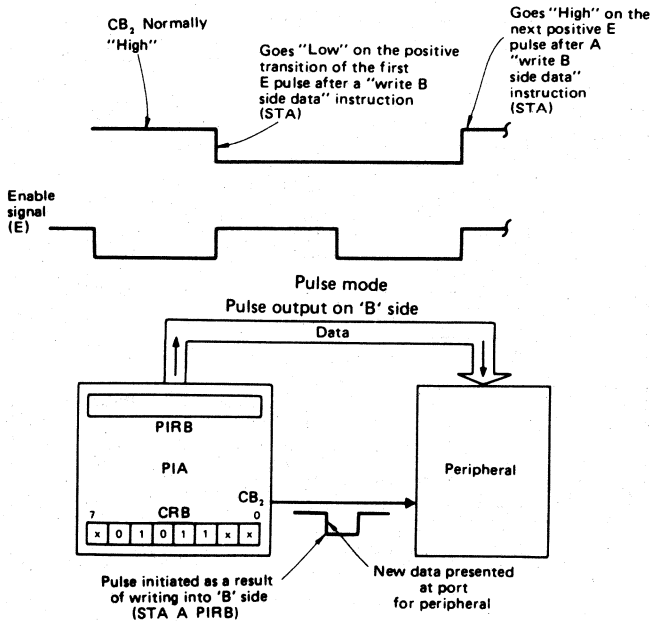 CB₂ Normally
"High"
Goes "Low" on the positive
transition of the first
E pulse after a "write B
side data" instruction
(STA)
Goes "High" on the
next positive E
pulse after A
"write B
side data"
instruction
(STA)
Enable
signal
(E)
Pulse mode
Pulse output on 'B' side
Data
PIRB
PIA
CB₂
7 CRB 0
x 0 1 0 1 1 x x
Peripheral
Pulse initiated as a result
of writing into 'B' side
(STA A PIRB)
New data presented
at port
for peripheral